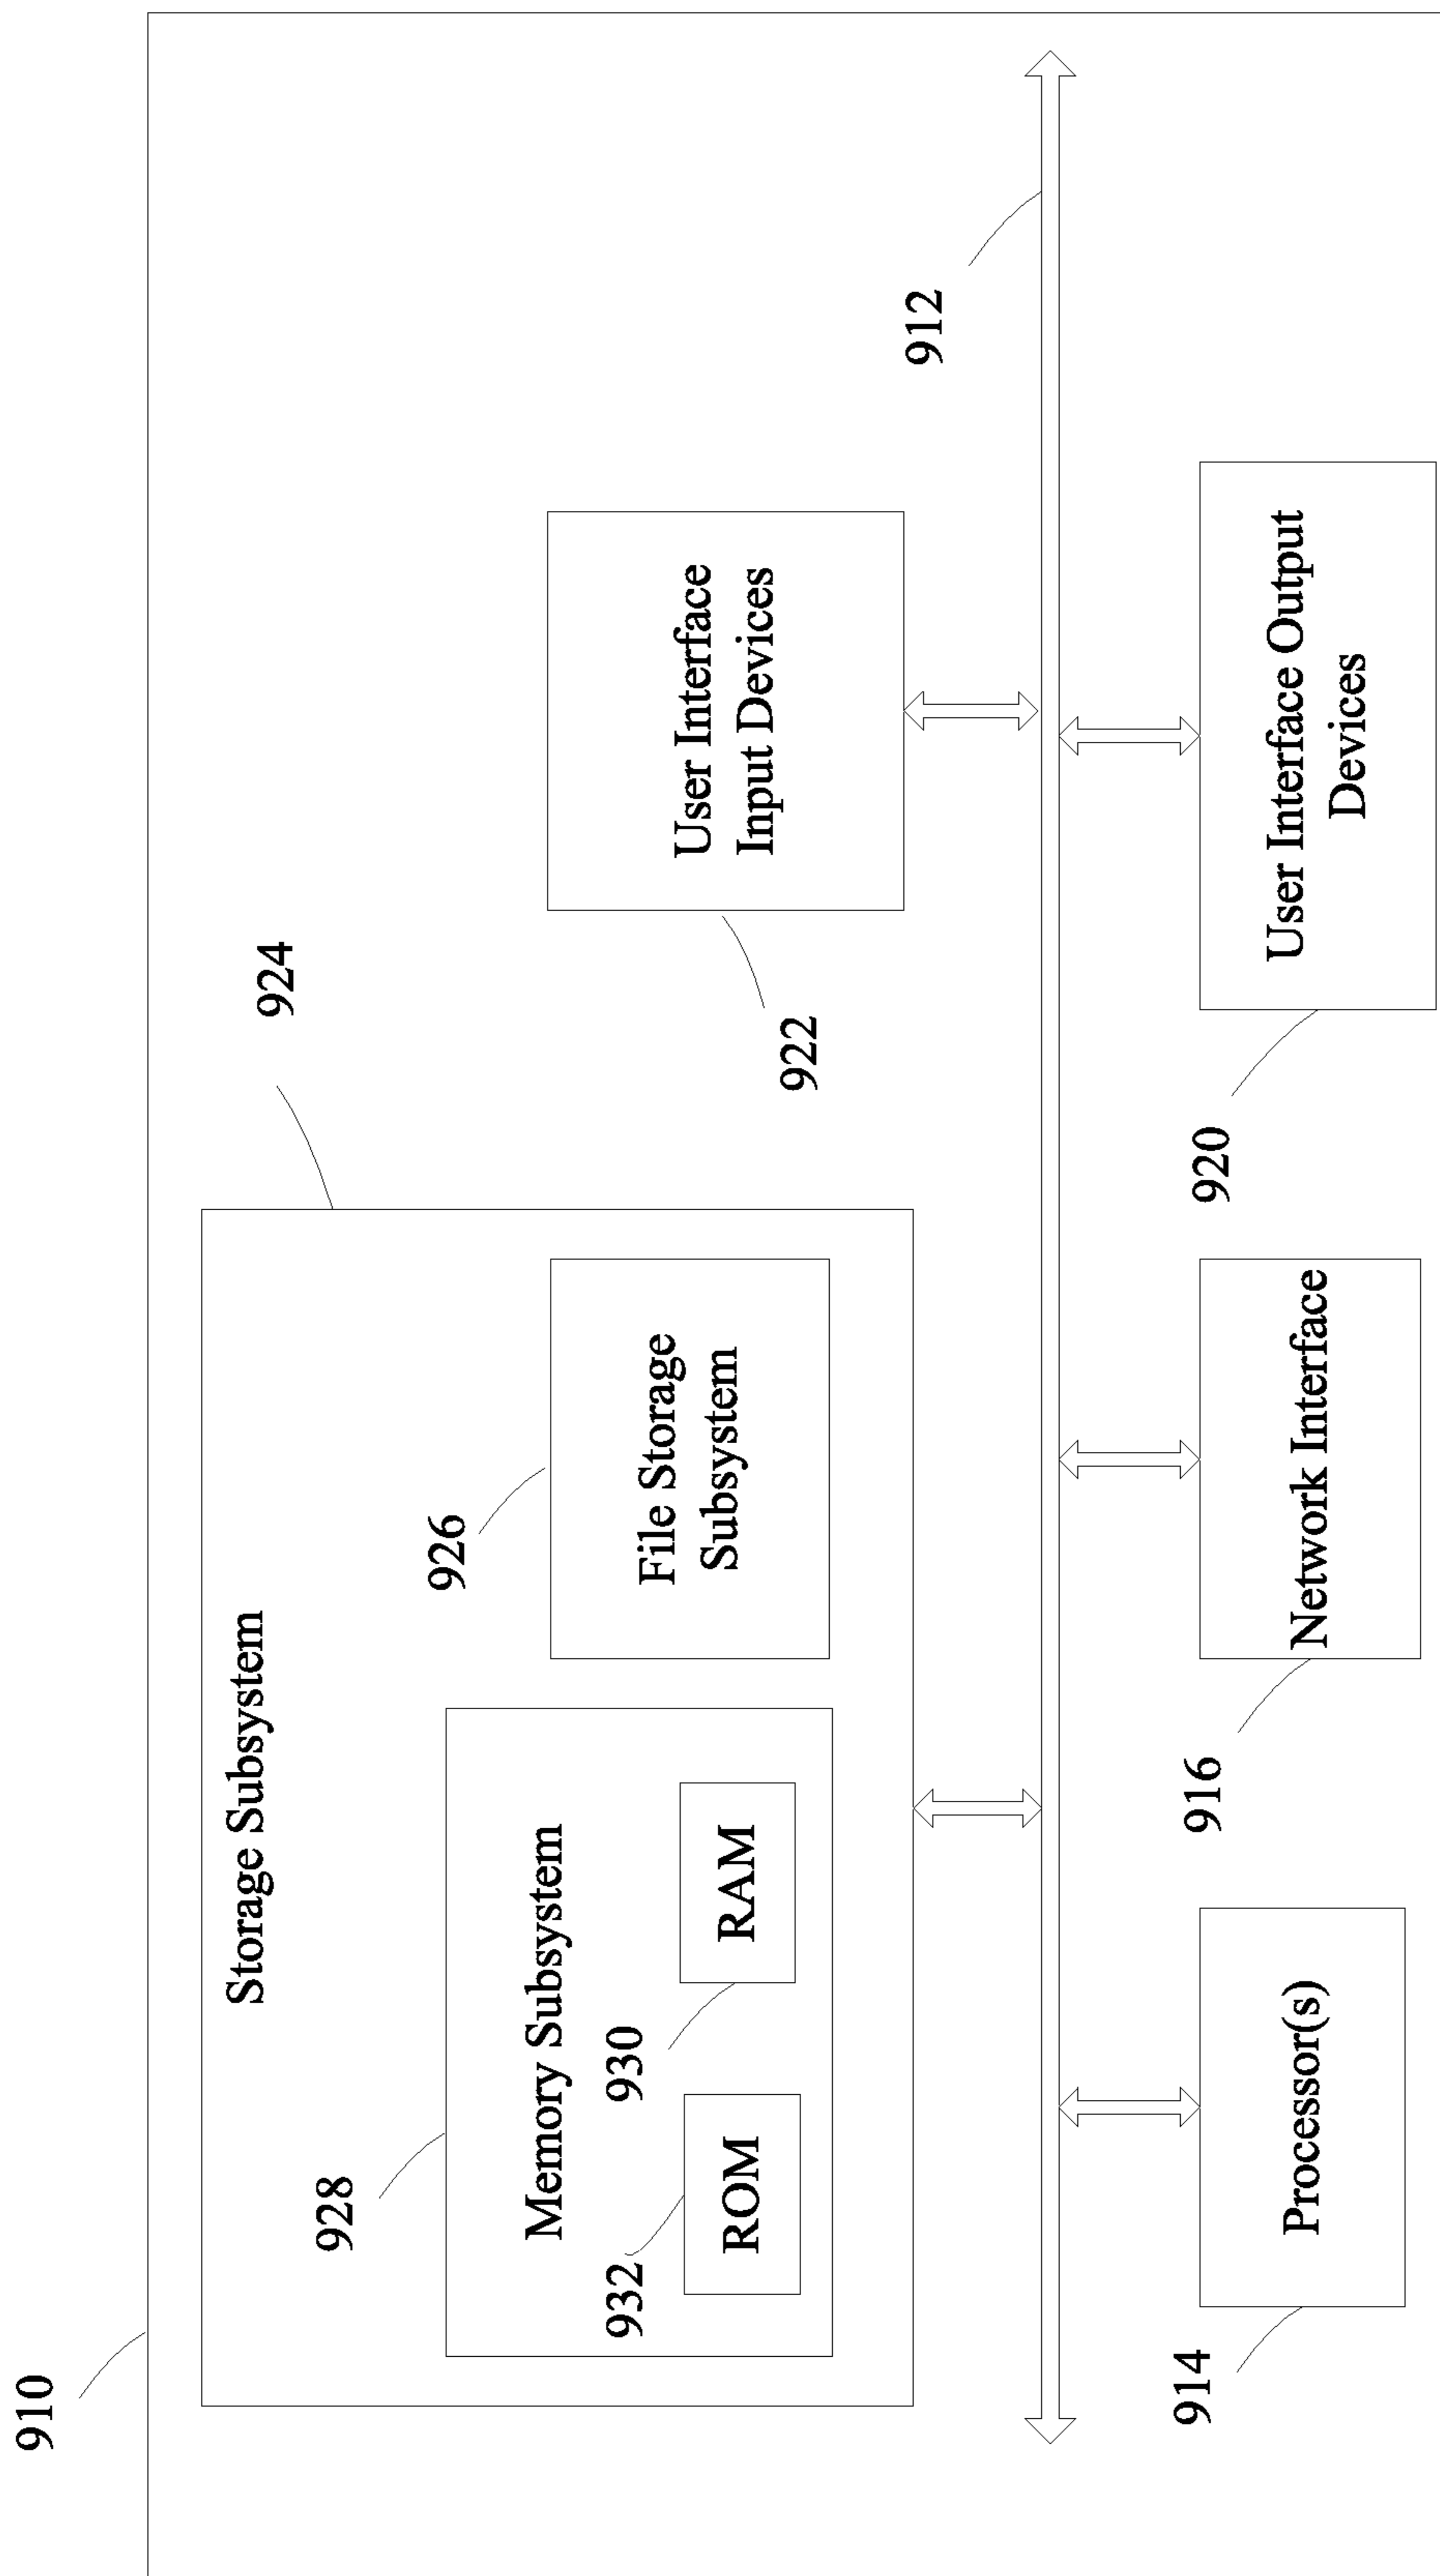 910
924
Storage Subsystem
928
Memory Subsystem
926
File Storage
Subsystem
932
930
ROM
RAM
User Interface
Input Devices
922
912
914
916
920
Processor(s)
Network Interface
User Interface Output
Devices